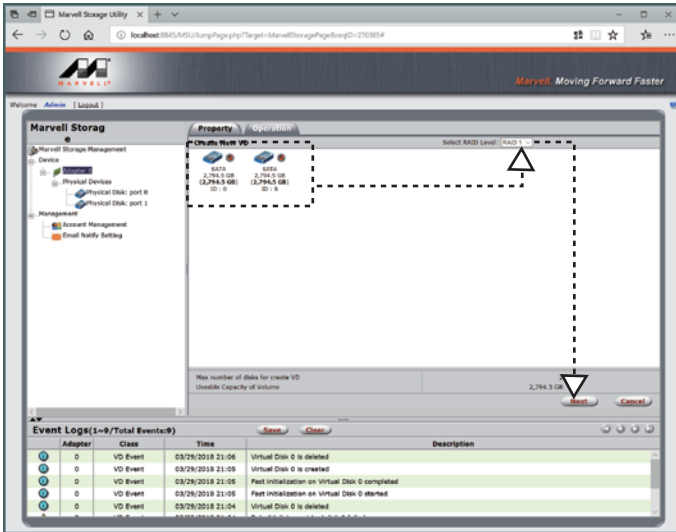 Marvell Storage Utility
localhost:8845/MSU/JumpPage.php?Target=MarvellStoragePage&reqID=270385#
MARVELL
Marvell. Moving Forward Faster
Welcome Admin [ Logout ]
Marvell Storag
e
Marvell Storage Management
Device
Adapter 0
Physical Devices
Physical Disk: port 0
Physical Disk: port 1
Management
Account Management
Email Notify Setting
Property
Operation
Create New VD
Select RAID Level: RAID 1
SATA SATA
2,794.5 GB 2,794.5 GB
(2,794.5 GB) (2,794.5 GB)
ID : 0 ID : 8
Max number of disks for create VD
Useable Capacity of Volume 2,794.5 GB
Next Cancel
Event Logs(1~9/Total Events:9) Save Clear
Adapter Class Time Description
0 VD Event 03/29/2018 21:06 Virtual Disk 0 is deleted
0 VD Event 03/29/2018 21:05 Virtual Disk 0 is created
0 VD Event 03/29/2018 21:05 Fast initialization on Virtual Disk 0 completed
0 VD Event 03/29/2018 21:05 Fast initialization on Virtual Disk 0 started
0 VD Event 03/29/2018 21:04 Virtual Disk 0 is deleted